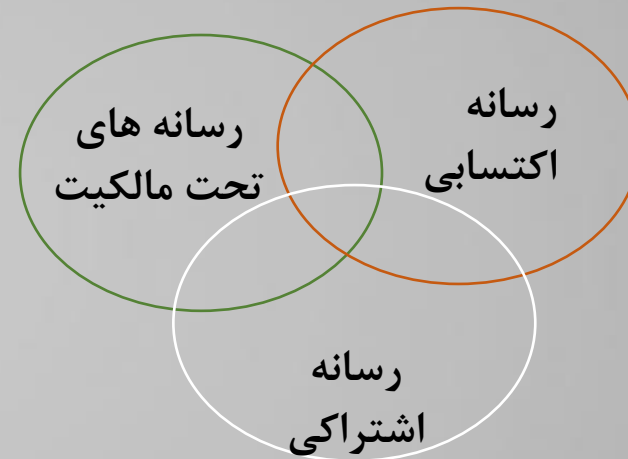 رسانه
اکتسابی
رسانه های
تحت مالکیت
رسانه
اشتراکی